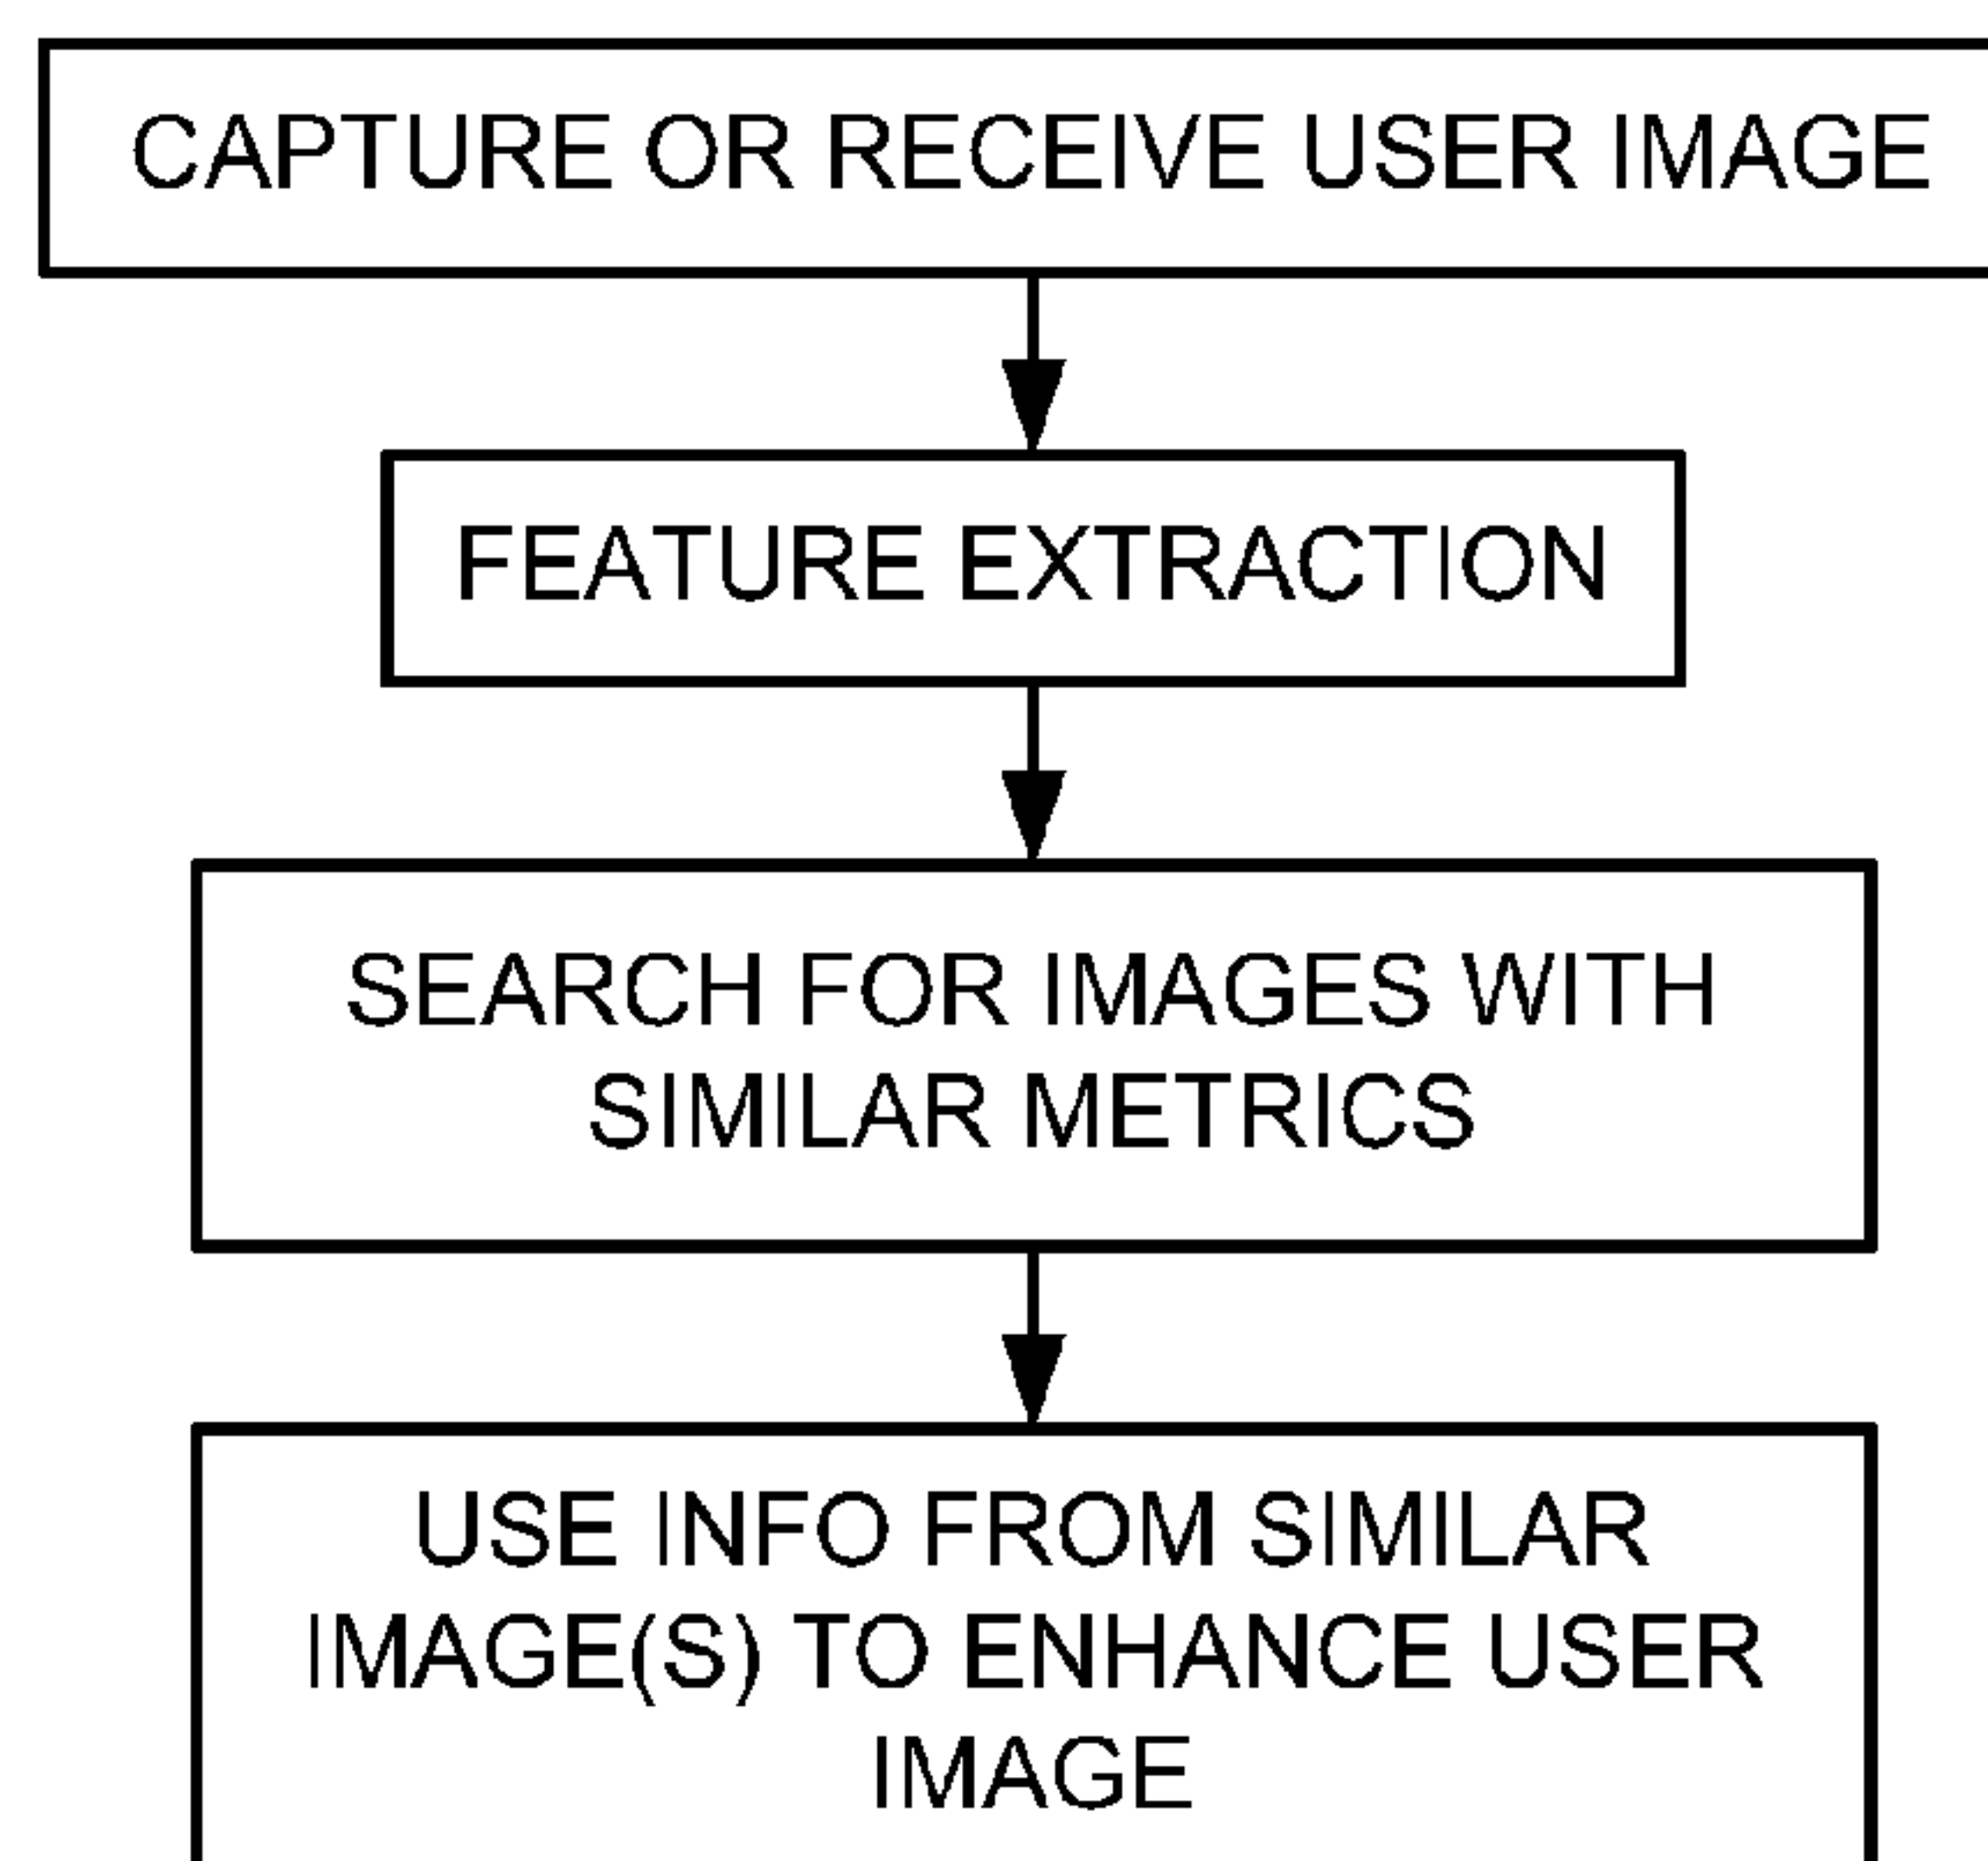 CAPTURE OR RECEIVE USER IMAGE
FEATURE EXTRACTION
SEARCH FOR IMAGES WITH
SIMILAR METRICS
USE INFO FROM SIMILAR
IMAGE(S) TO ENHANCE USER
IMAGE